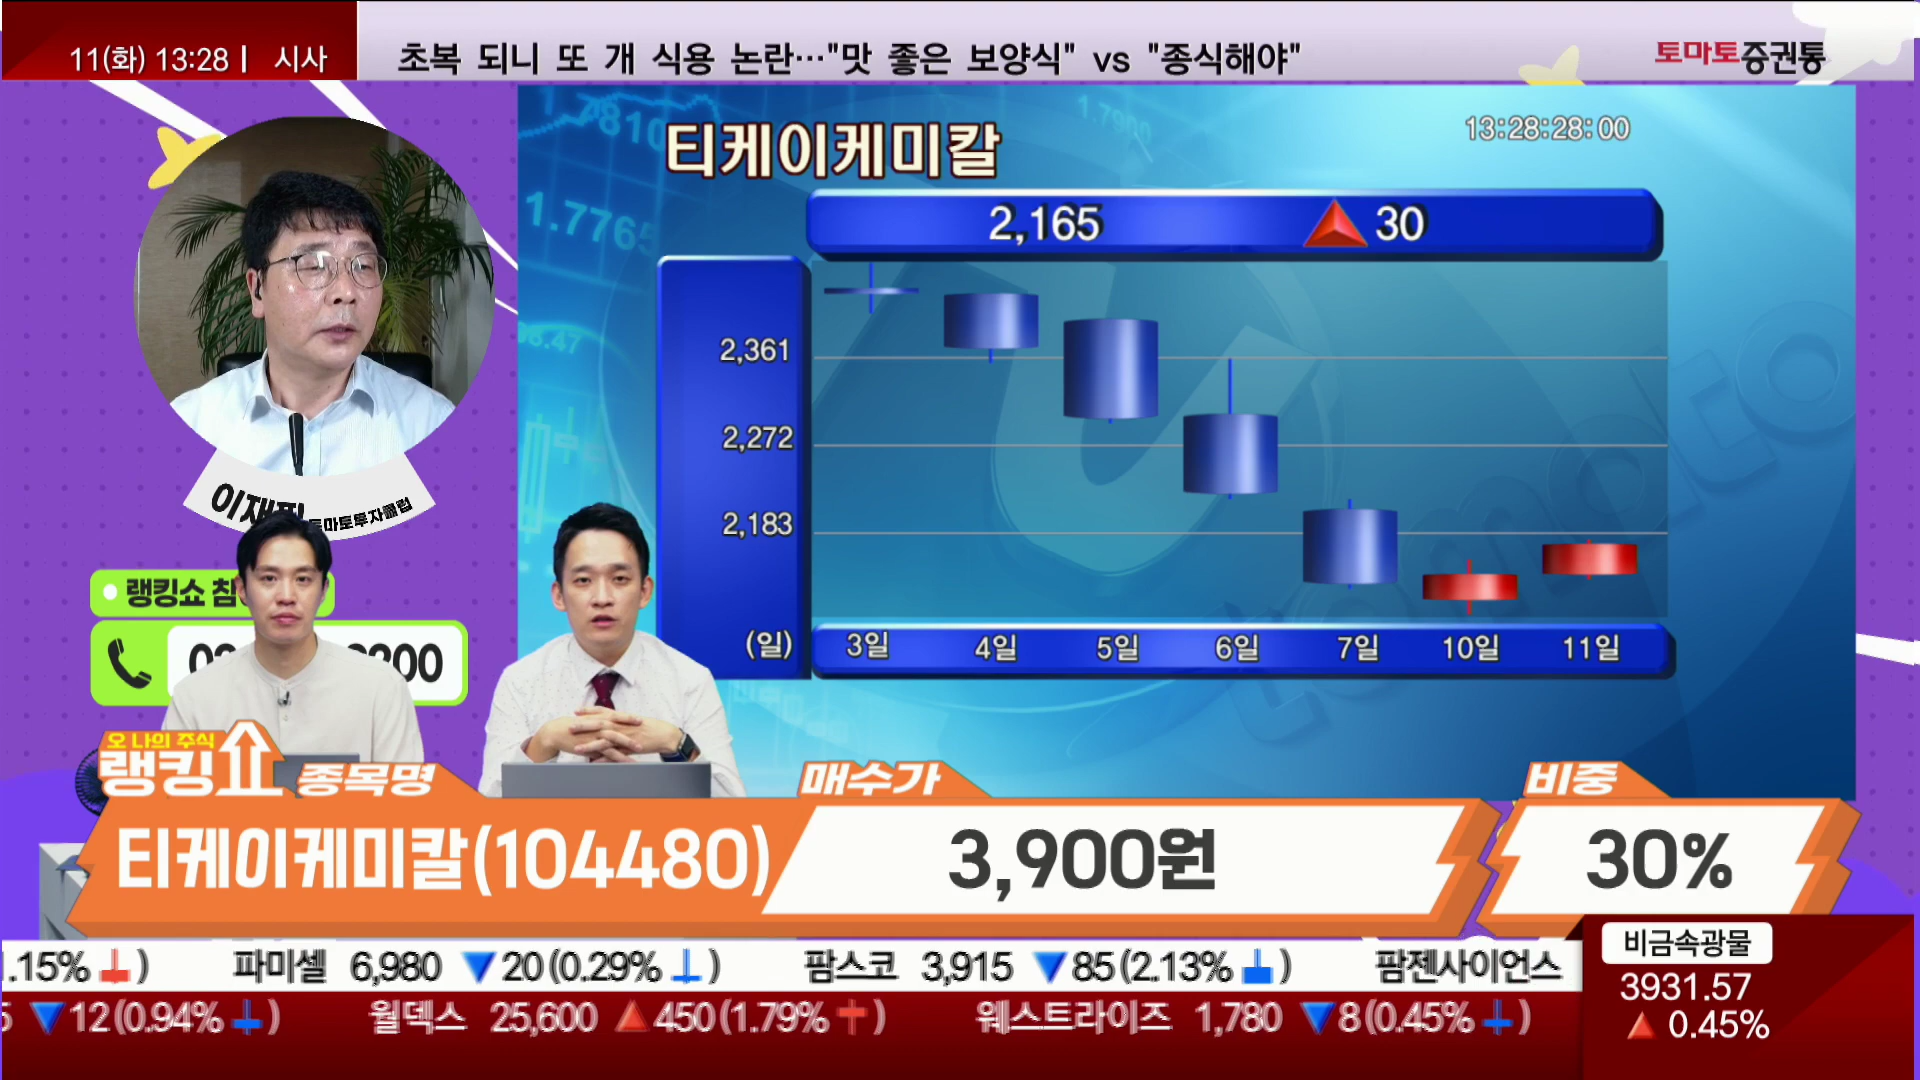 11(화) 13:28 | 시사
초복 되니 또 개 식용 논란…"맛 좋은 보양식" vs "종식해야"
토마토증권통
티케이케미칼
13:28:28:00
2,165 ▲ 30
2,361
2,272
2,183
(일) 3일 4일 5일 6일 7일 10일 11일
토마토투자클럽
랭킹쇼
오 나의 주식
랭킹쇼
종목명
매수가
비중
티케이케미칼(104480)
3,900원
30%
.15% )
파미셀 6,980 ▼20(0.29% )
팜스코 3,915 ▼85(2.13% )
팜젠사이언스
▼12(0.94% )
월덱스 25,600 ▲450(1.79% )
웨스트라이즈 1,780 ▼8(0.45% )
비금속광물
3931.57
▲ 0.45%